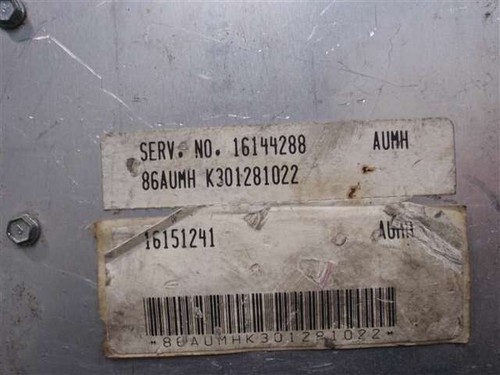 SERV. NO. 16144288 AUMH
86AUMH K301281022
16151241 AUMH
*86AUMHK301281022*